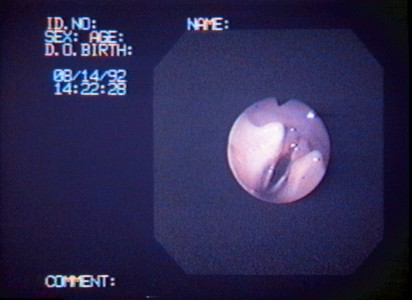 ID.NO: NAME:
SEX: AGE:
D.O.BIRTH:
08/14/92
14:22:28
COMMENT: